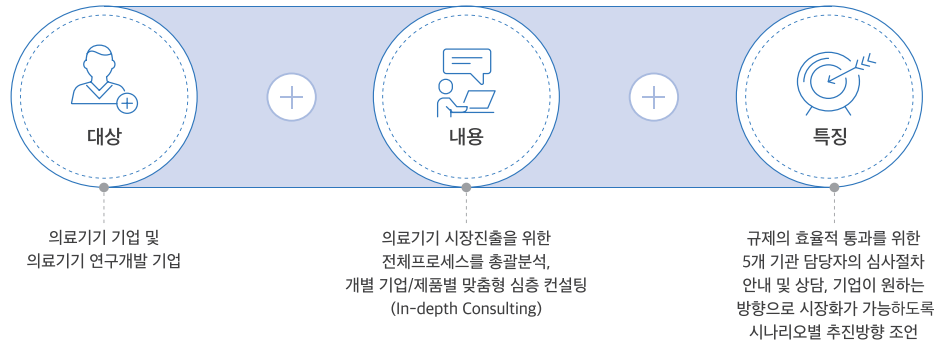 대상
의료기기 기업 및
의료기기 연구개발 기업
내용
의료기기 시장진출을 위한
전체프로세스를 총괄분석,
개별 기업/제품별 맞춤형 심층 컨설팅
(In-depth Consulting)
특징
규제의 효율적 통과를 위한
5개 기관 담당자의 심사절차
안내 및 상담, 기업이 원하는
방향으로 시장화가 가능하도록
시나리오별 추진방향 조언